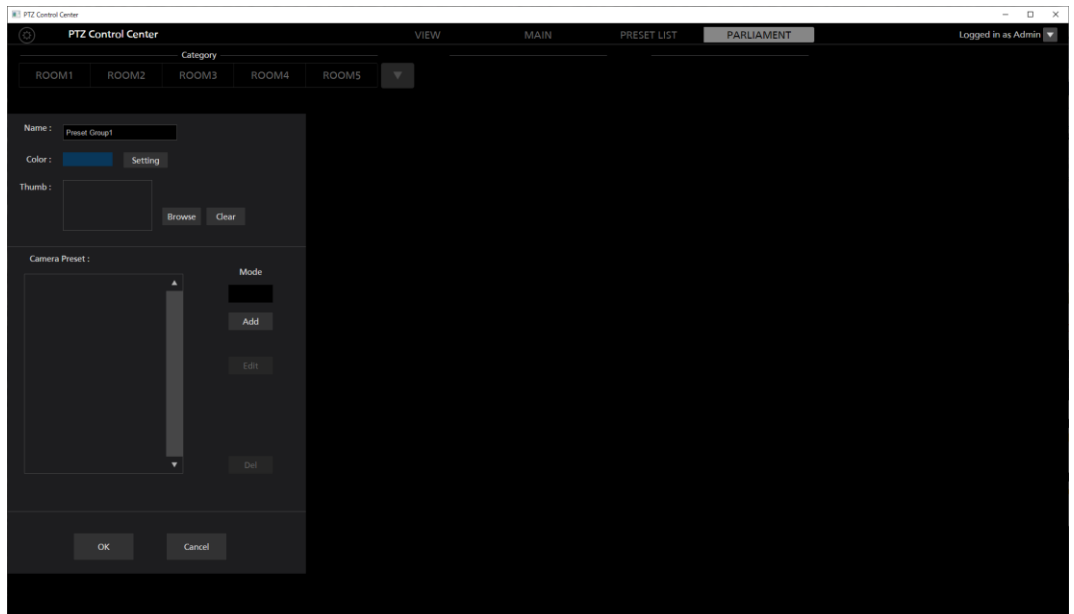 PTZ Control Center
PTZ Control Center VIEW MAIN PRESET LIST PARLIAMENT Logged in as Admin
Category
ROOM1 ROOM2 ROOM3 ROOM4 ROOM5
Name : Preset Group1
Color : Setting
Thumb :
Browse Clear
Camera Preset :
Mode
Add
Edit
Del
OK Cancel